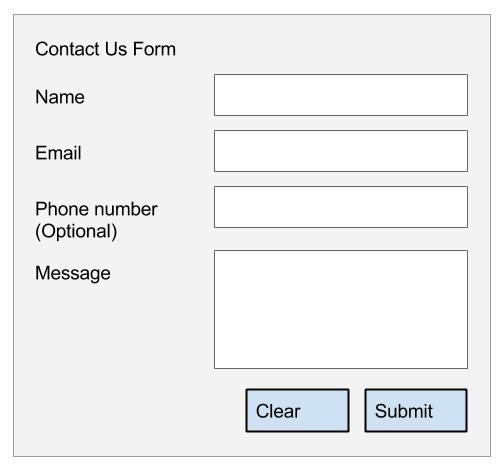 Contact Us Form
Name
Email
Phone number
(Optional)
Message
Clear
Submit